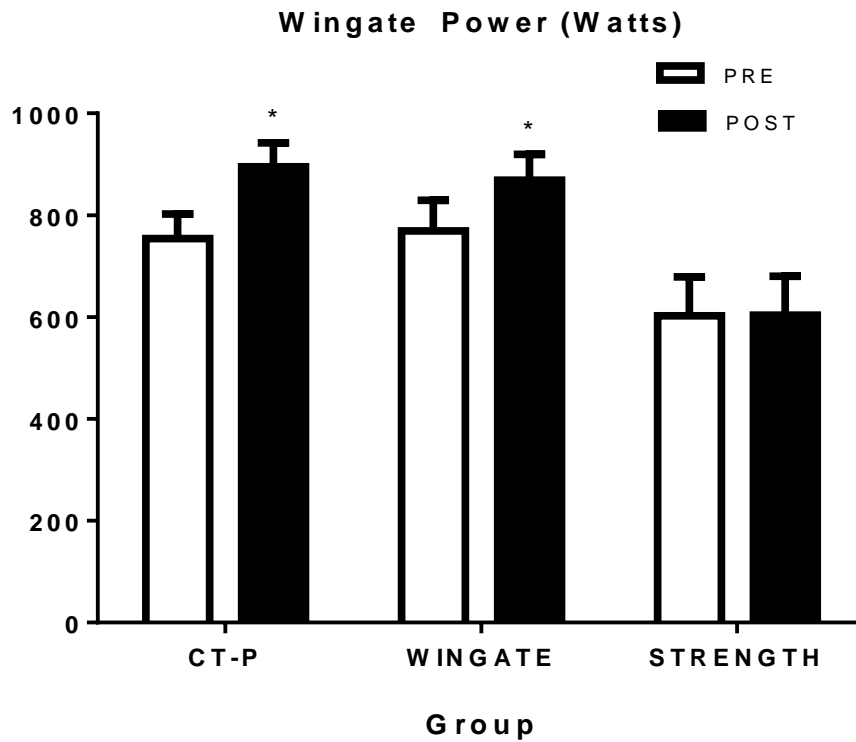 Wingate Power (Watts)
PRE
POST
1000
800
600
400
200
0
*
*
CT-P
WINGATE
STRENGTH
Group